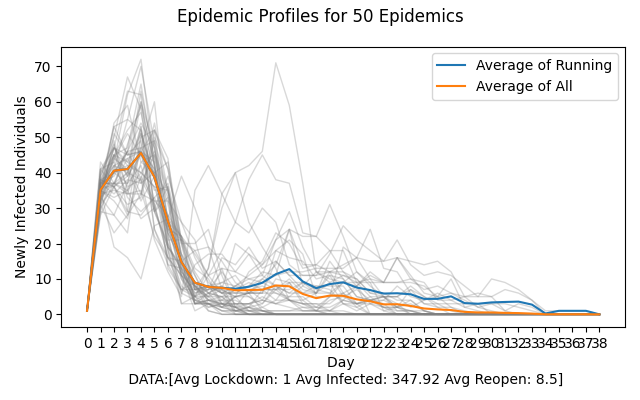 Epidemic Profiles for 50 Epidemics
Average of Running
Average of All
Newly Infected Individuals
70
60
50
40
30
20
10
0
0 1 2 3 4 5 6 7 8 9 10 11 12 13 14 15 16 17 18 19 20 21 22 23 24 25 26 27 28 29 30 31 32 33 34 35 36 37 38
Day
DATA:[Avg Lockdown: 1 Avg Infected: 347.92 Avg Reopen: 8.5]